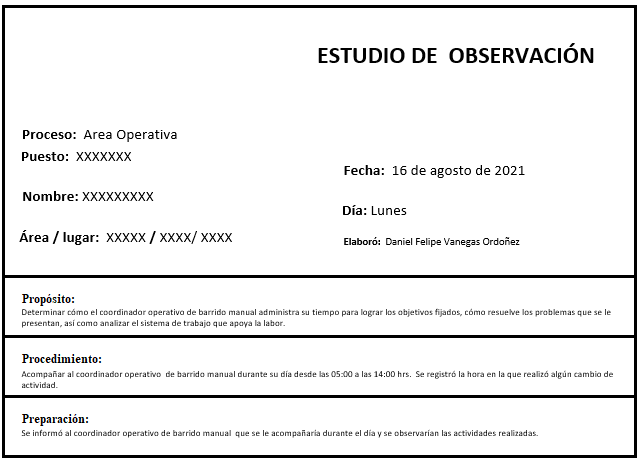 ESTUDIO DE  OBSERVACIÓN
Proceso:  Area Operativa
Puesto:  XXXXXXX
Fecha:  16 de agosto de 2021
Nombre: XXXXXXXXX
Día: Lunes
Área / lugar:  XXXXX / XXXX/ XXXX
Elaboró:  Daniel Felipe Vanegas Ordoñez
Propósito:
Determinar cómo el coordinador operativo de barrido manual administra su tiempo para lograr los objetivos fijados, cómo resuelve los problemas que se le
presentan, así como analizar el sistema de trabajo que apoya la labor.
Procedimiento:
Acompañar al coordinador operativo  de barrido manual durante su día desde las 05:00 a las 14:00 hrs.  Se registró la hora en la que realizó algún cambio de
actividad.
Preparación:
Se informó al coordinador operativo de barrido manual  que se le acompañaría durante el día y se observarían las actividades realizadas.